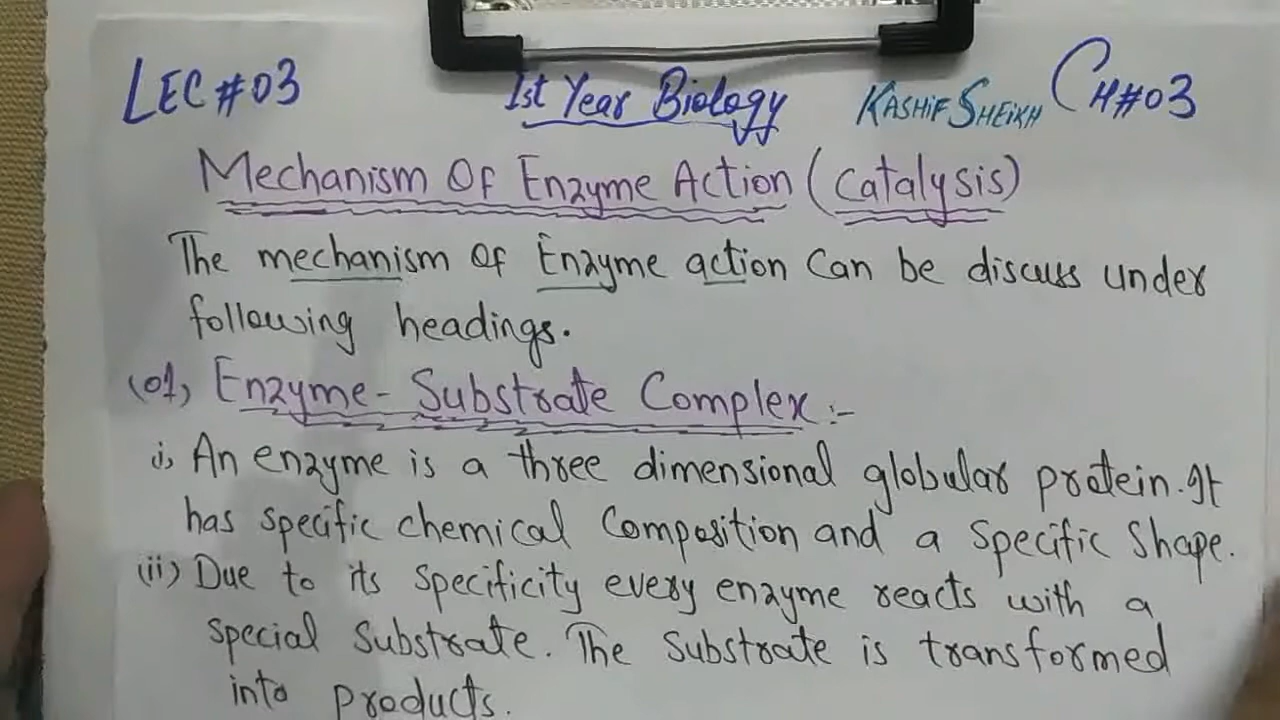 LEC#03 1st Year Biology KASHIF SHEIKH CH#03
Mechanism Of Enzyme Action (Catalysis)
The mechanism of Enzyme action can be discuss under
following headings.
(01) Enzyme-Substrate Complex:-
i) An enzyme is a three dimensional globular protein. It
has specific chemical Composition and a specific Shape.
(ii) Due to its specificity every enzyme reacts with a
special substrate. The substrate is transformed
into products.